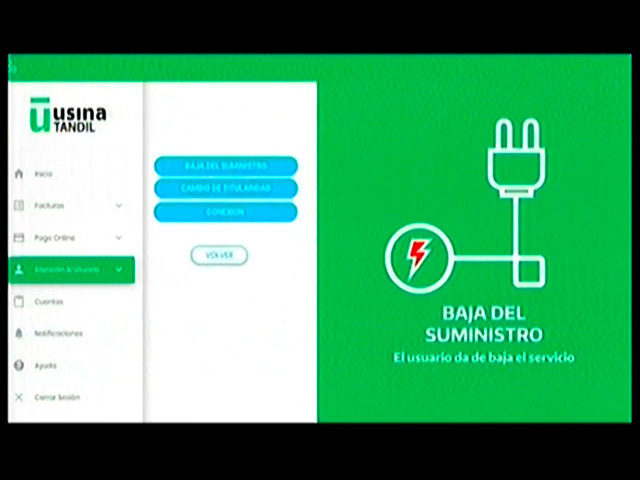 usina
TANDIL
Inicio
Facturas
Pago Online
Atención Al Usuario
Cuentas
Notificaciones
Ayuda
Cerrar Sesión
BAJA DEL SUMINISTRO
CAMBIO DE TITULARIDAD
CONEXION
VOLVER
BAJA DEL
SUMINISTRO
El usuario da de baja el servicio